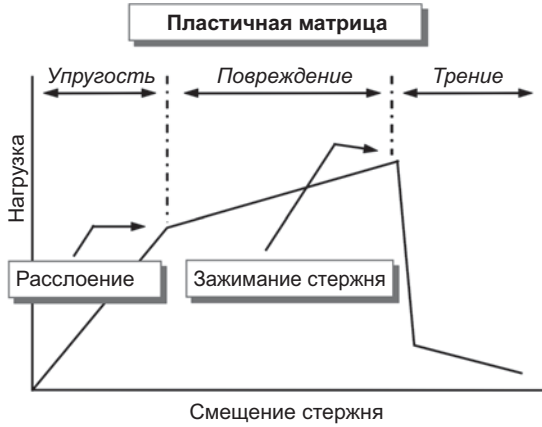 Пластичная матрица
Упругость
Повреждение
Трение
Нагрузка
Расслоение
Зажимание стержня
Смещение стержня